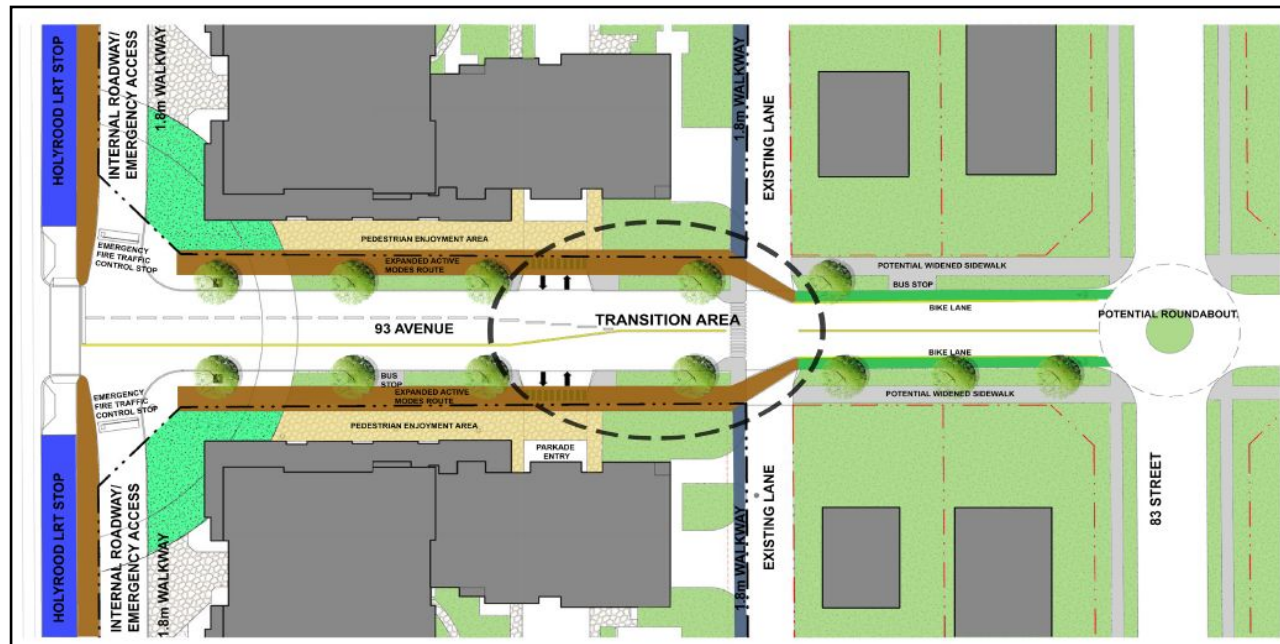 HOLYROOD LRT STOP
INTERNAL ROADWAY/
EMERGENCY ACCESS
1.8m WALKWAY
1.8m WALKWAY
EXISTING LANE
PEDESTRIAN ENJOYMENT AREA
EMERGENCY
FIRE TRAFFIC
CONTROL STOP
EXPANDED ACTIVE
MODES ROUTE
POTENTIAL WIDENED SIDEWALK
BUS STOP
BIKE LANE
93 AVENUE
TRANSITION AREA
POTENTIAL ROUNDABOUT.
BIKE LANE
BUS
STOP
EMERGENCY
FIRE TRAFFIC
CONTROL STOP
EXPANDED ACTIVE
MODES ROUTE
POTENTIAL WIDENED SIDEWALK
PEDESTRIAN ENJOYMENT AREA
PARKADE
ENTRY
HOLYROOD LRT STOP
INTERNAL ROADWAY/
EMERGENCY ACCESS
1.8m WALKWAY
1.8m WALKWAY
EXISTING LANE
83 STREET